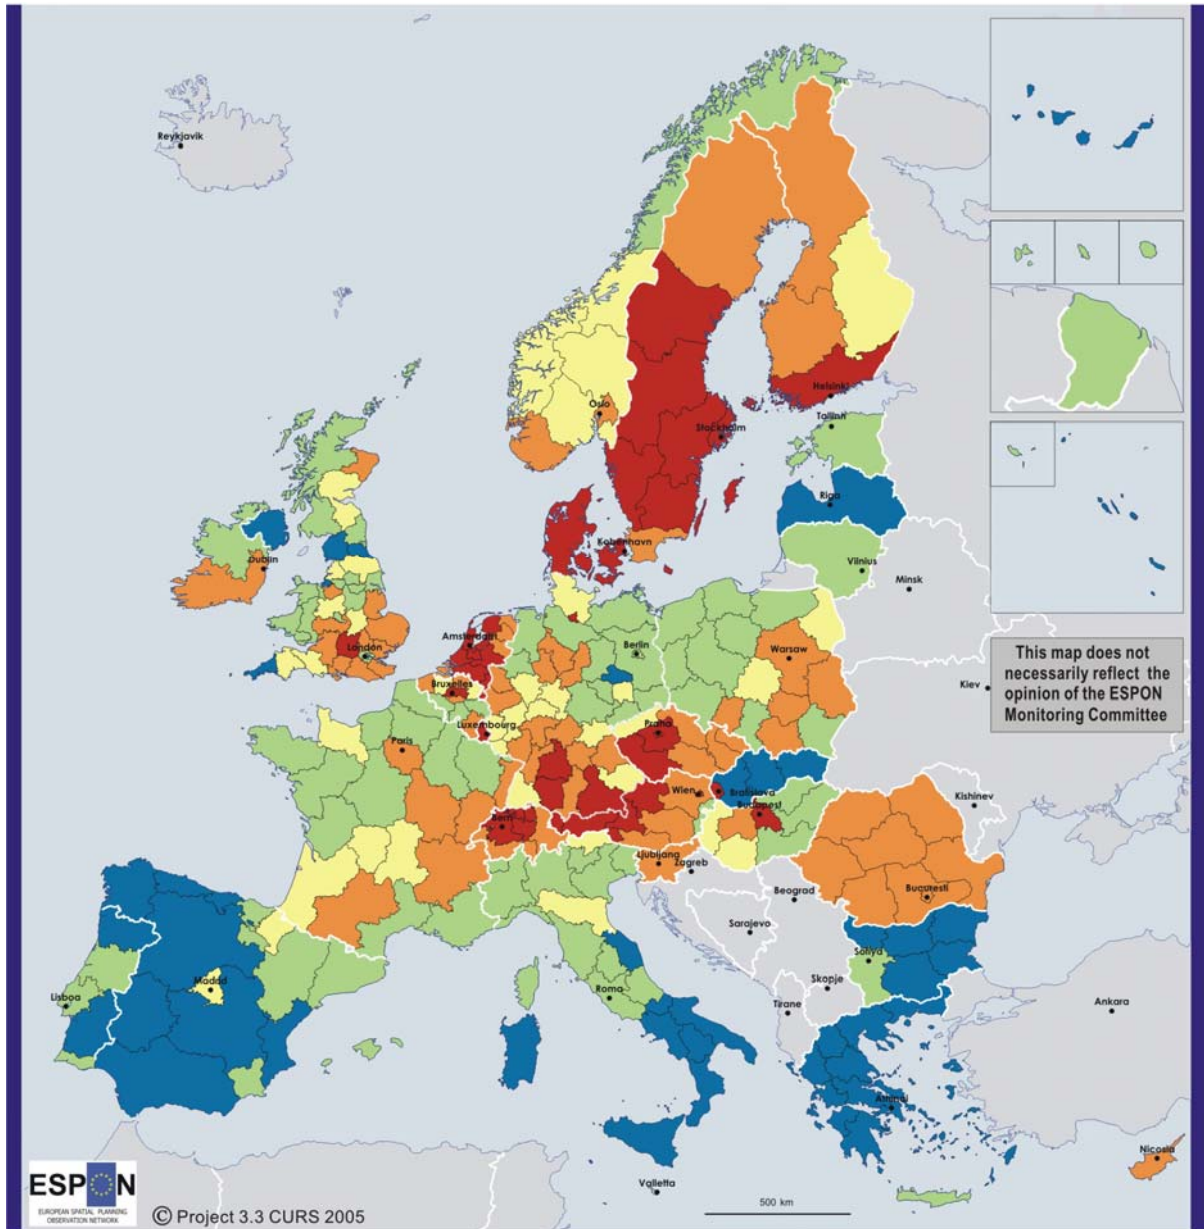 Reykjavik
Oslo
Helsinki
Tallinn
Stockholm
Riga
København
Vilnius
Dublin
Minsk
Amsterdam
Berlin
London
This map does not
necessarily reflect the
opinion of the ESPON
Monitoring Committee
Warsaw
Bruxelles
Kiev
Luxembourg
Praha
Paris
Wien
Bratislava
Kishinev
Budapest
Bern
Ljubljang
Zagreb
Bucuresti
Beograd
Sarajevo
Sofiyd
Madrid
Roma
Skopje
Lisboa
Tirane
Ankara
Athinai
Nicosia
Valletta
ESPON
EUROPEAN SPATIAL PLANNING
OBSERVATION NETWORK
© Project 3.3 CURS 2005
500 km